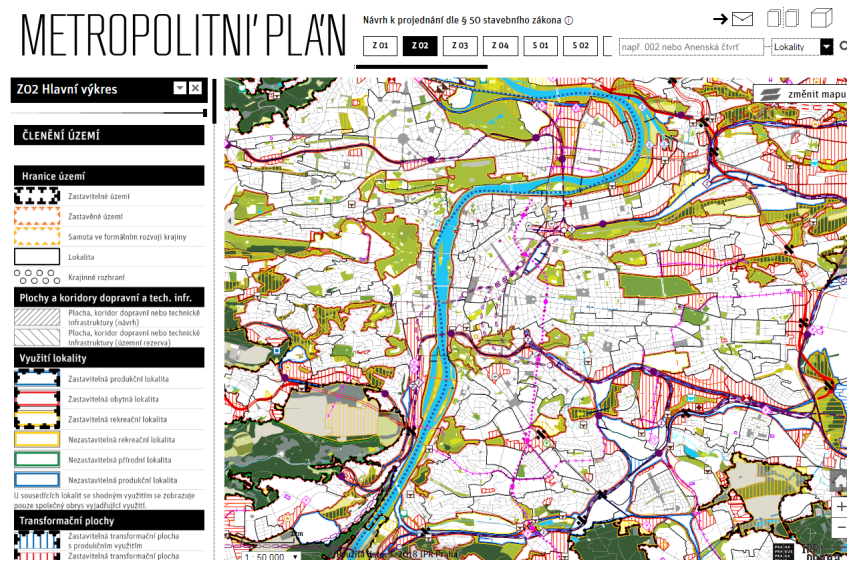 METROPOLITNI' PLÁN
Návrh k projednání dle § 50 stavebního zákona ⓘ
Z 01 Z 02 Z 03 Z 04 S 01 S 02
např. 002 nebo Anenská čtvrť
Lokality
Z02 Hlavní výkres
změnit mapu
ČLENĚNÍ ÚZEMÍ
Hranice území
Zastavitelné území
Zastavěné území
Samota ve formálním rozvoji krajiny
Lokalita
Krajinné rozhraní
Plochy a koridory dopravní a tech. infr.
Plocha, koridor dopravní nebo technické
infrastruktury (návrh)
Plocha, koridor dopravní nebo technické
infrastruktury (územní rezerva)
Využití lokality
Zastavitelná produkční lokalita
Zastavitelná obytná lokalita
Zastavitelná rekreační lokalita
Nezastavitelná rekreační lokalita
Nezastavitelná přírodní lokalita
Nezastavitelná produkční lokalita
U sousedících lokalit se shodným využitím se zobrazuje
pouze společný obrys vyjadřující využití.
Transformační plochy
Zastavitelná transformační plocha
s produkčním využitím
Zastavitelná transformační plocha
1 : 50 000
© 2018 IPR Praha
+
−